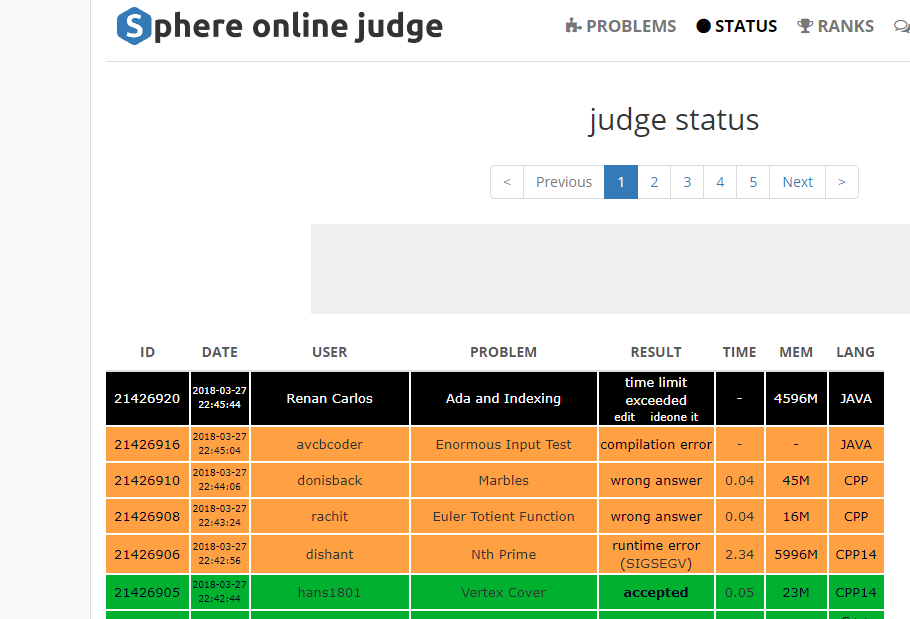 Sphere online judge
PROBLEMS STATUS RANKS
judge status
< Previous 1 2 3 4 5 Next >
ID DATE USER PROBLEM RESULT TIME MEM LANG
21426920 2018-03-27 22:45:44 Renan Carlos Ada and Indexing time limit exceeded edit ideone it - 4596M JAVA
21426916 2018-03-27 22:45:04 avcbcoder Enormous Input Test compilation error - - JAVA
21426910 2018-03-27 22:44:06 donisback Marbles wrong answer 0.04 45M CPP
21426908 2018-03-27 22:43:24 rachit Euler Totient Function wrong answer 0.04 16M CPP
21426906 2018-03-27 22:42:56 dishant Nth Prime runtime error (SIGSEGV) 2.34 5996M CPP14
21426905 2018-03-27 22:42:44 hans1801 Vertex Cover accepted 0.05 23M CPP14